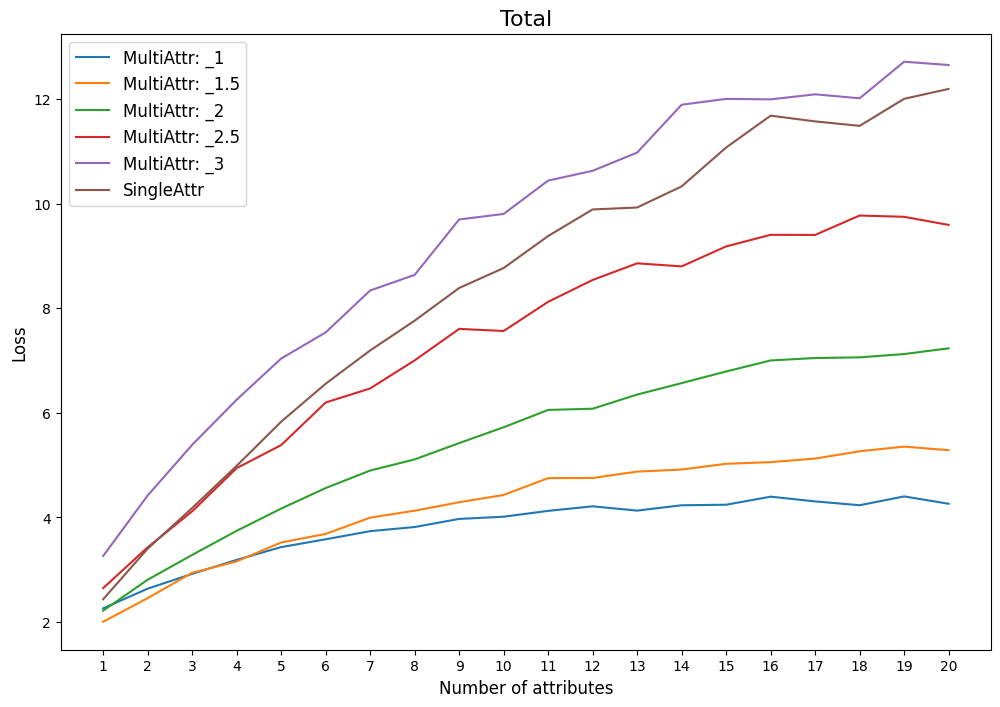 Total
MultiAttr: _1
MultiAttr: _1.5
MultiAttr: _2
MultiAttr: _2.5
MultiAttr: _3
SingleAttr
12
10
8
6
4
2
Loss
1 2 3 4 5 6 7 8 9 10 11 12 13 14 15 16 17 18 19 20
Number of attributes